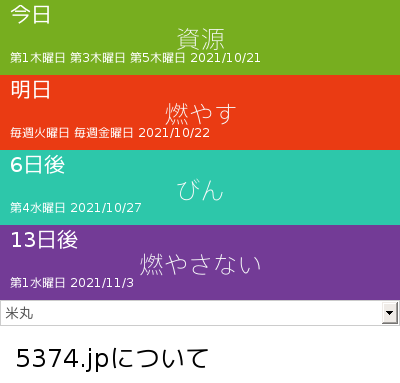 今日
資源
第1木曜日 第3木曜日 第5木曜日 2021/10/21
明日
燃やす
毎週火曜日 毎週金曜日 2021/10/22
6日後
びん
第4水曜日 2021/10/27
13日後
燃やさない
第1水曜日 2021/11/3
米丸
5374.jpについて